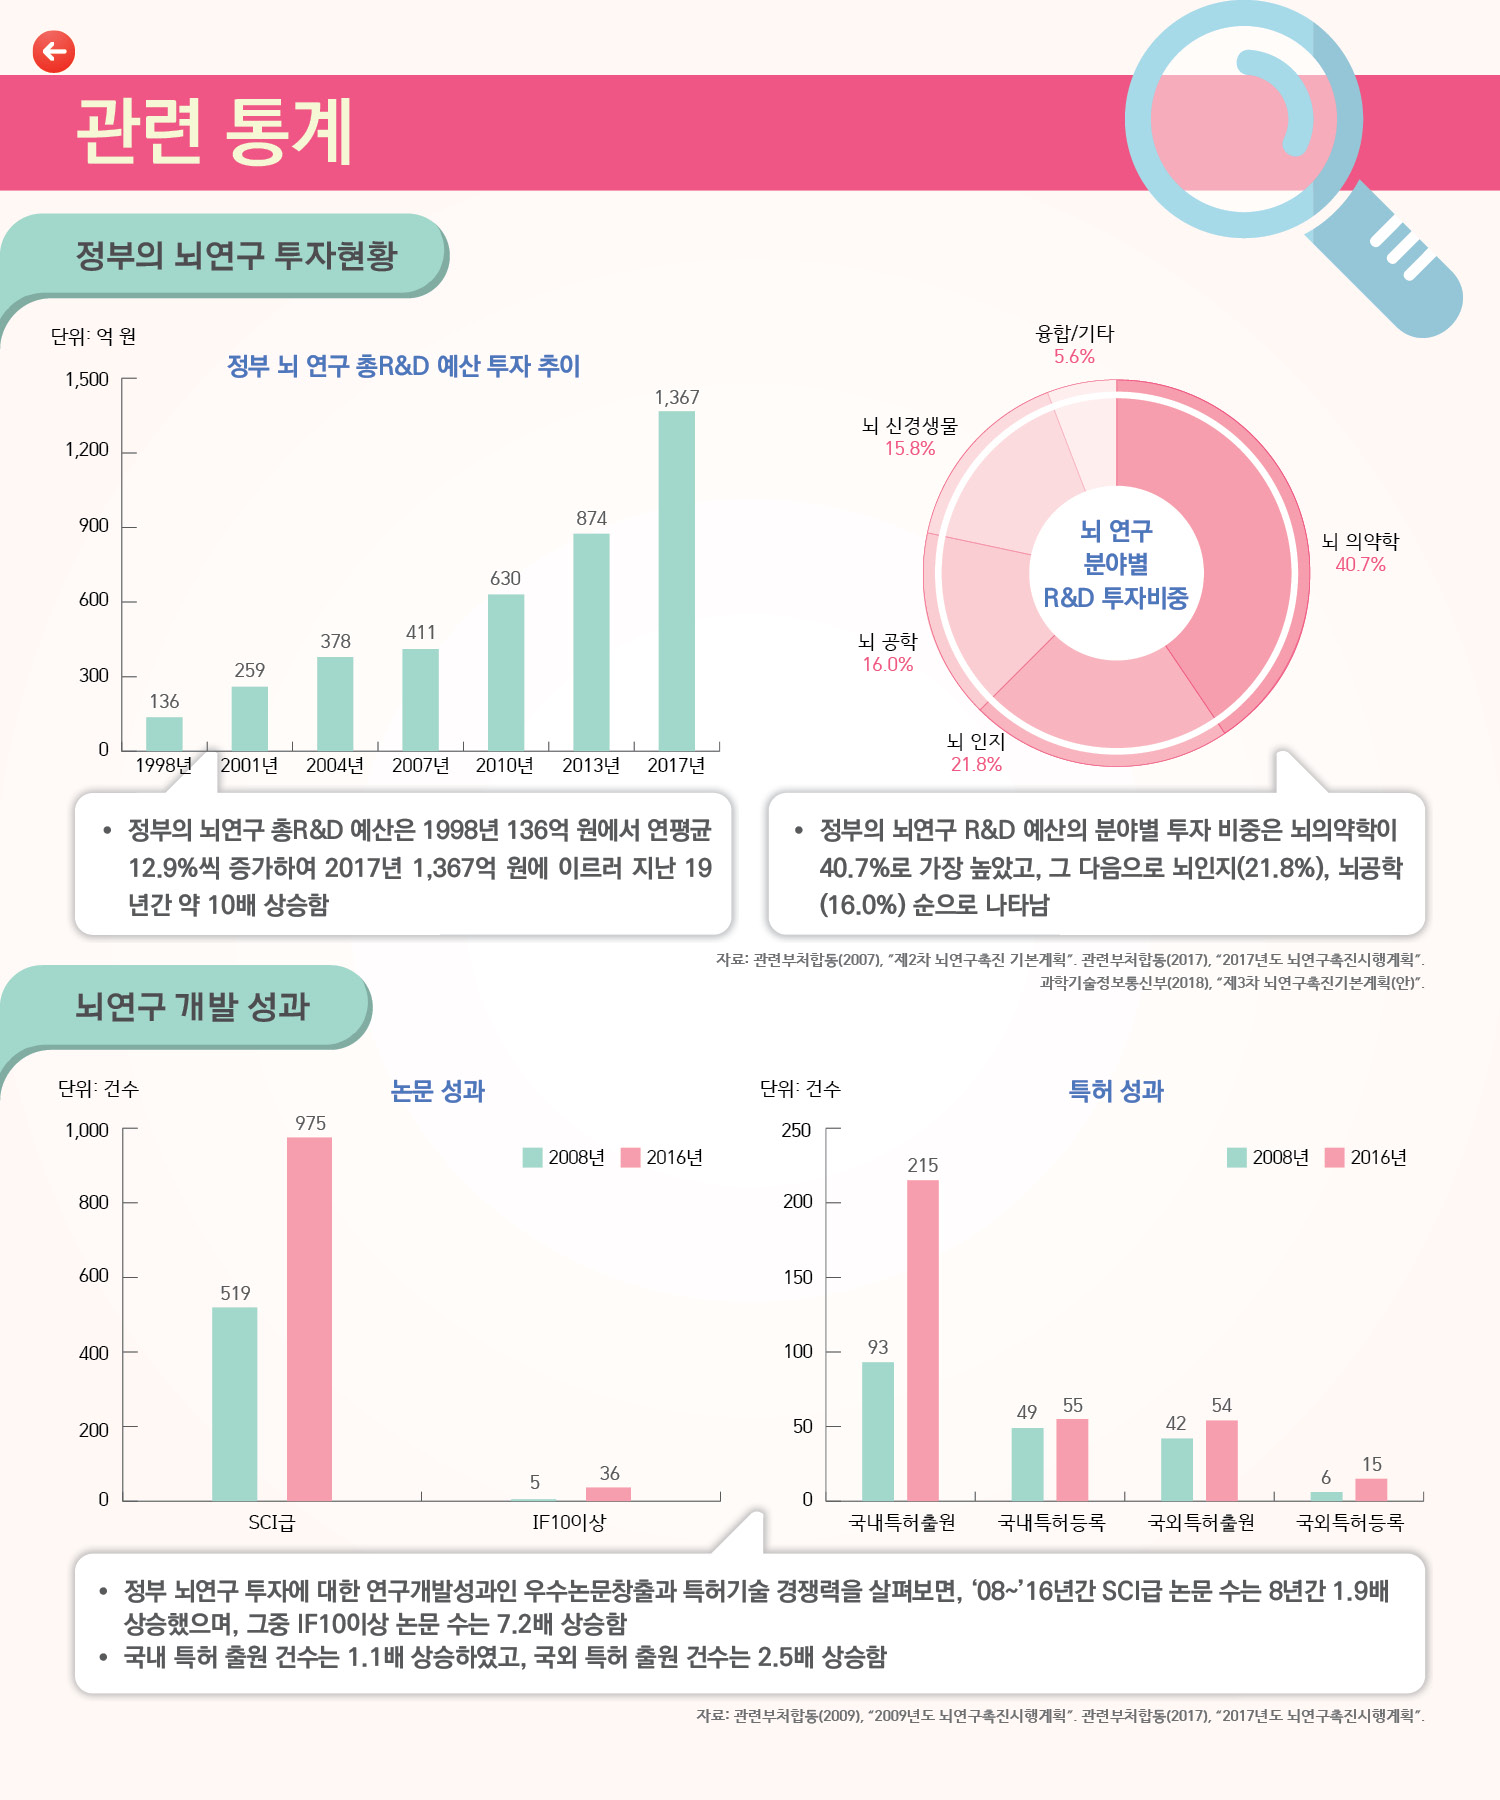 관련 통계
정부의 뇌연구 투자현황
단위: 억 원
정부 뇌 연구 총R&D 예산 투자 추이
1,500
1,200
900
600
300
0
136
259
378
411
630
874
1,367
1998년
2001년
2004년
2007년
2010년
2013년
2017년
융합/기타
5.6%
뇌 신경생물
15.8%
뇌 의약학
40.7%
뇌 공학
16.0%
뇌 인지
21.8%
뇌 연구
분야별
R&D 투자비중
• 정부의 뇌연구 총R&D 예산은 1998년 136억 원에서 연평균
12.9%씩 증가하여 2017년 1,367억 원에 이르러 지난 19
년간 약 10배 상승함
• 정부의 뇌연구 R&D 예산의 분야별 투자 비중은 뇌의약학이
40.7%로 가장 높았고, 그 다음으로 뇌인지(21.8%), 뇌공학
(16.0%) 순으로 나타남
자료: 관련부처합동(2007), “제2차 뇌연구촉진 기본계획”. 관련부처합동(2017), “2017년도 뇌연구촉진시행계획”.
과학기술정보통신부(2018), “제3차 뇌연구촉진기본계획(안)”.
뇌연구 개발 성과
단위: 건수
논문 성과
2008년
2016년
1,000
800
600
400
200
0
519
975
5
36
SCI급
IF10이상
단위: 건수
특허 성과
2008년
2016년
250
200
150
100
50
0
93
215
49
55
42
54
6
15
국내특허출원
국내특허등록
국외특허출원
국외특허등록
• 정부 뇌연구 투자에 대한 연구개발성과인 우수논문창출과 특허기술 경쟁력을 살펴보면, ‘08~’16년간 SCI급 논문 수는 8년간 1.9배
상승했으며, 그중 IF10이상 논문 수는 7.2배 상승함
• 국내 특허 출원 건수는 1.1배 상승하였고, 국외 특허 출원 건수는 2.5배 상승함
자료: 관련부처합동(2009), “2009년도 뇌연구촉진시행계획”. 관련부처합동(2017), “2017년도 뇌연구촉진시행계획”.